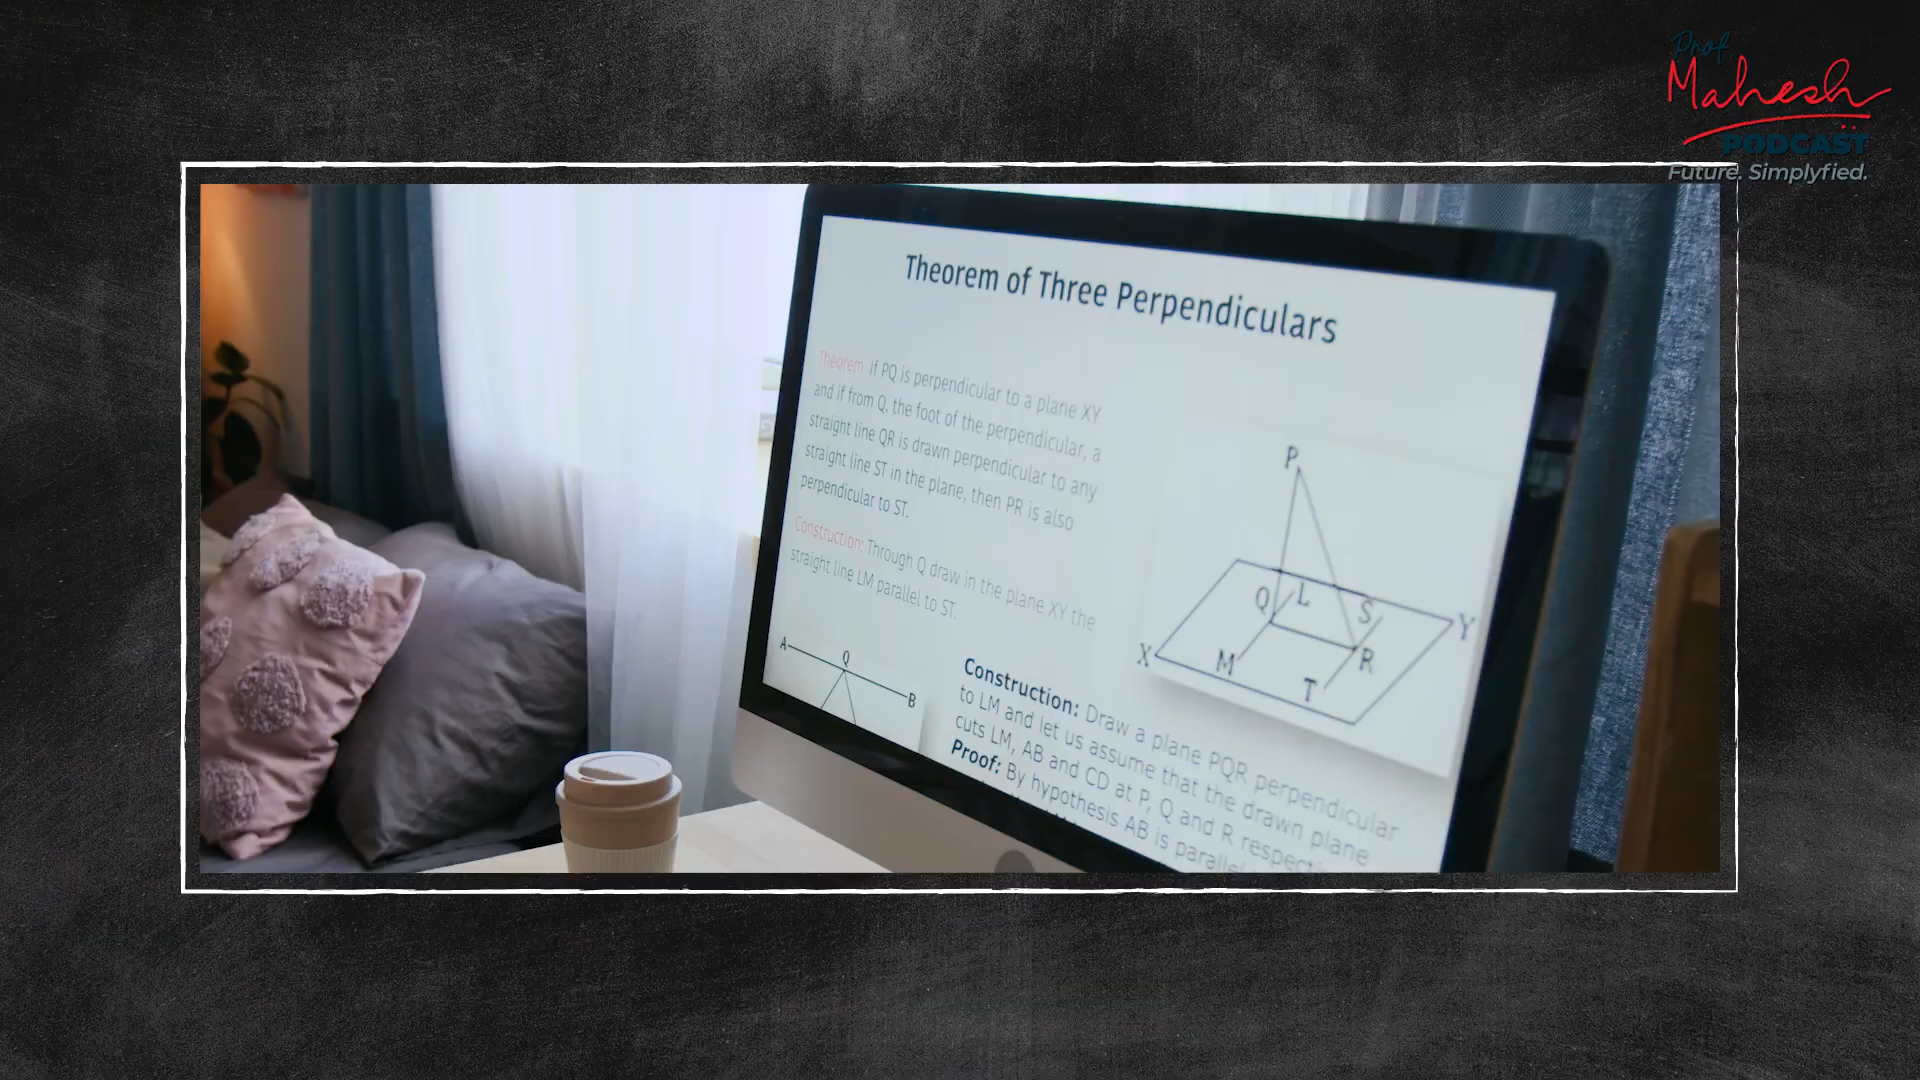 Prof.
Mahesh
PODCAST
Future. Simplyfied.
Theorem of Three Perpendiculars
Theorem: If PQ is perpendicular to a plane XY
and if from Q, the foot of the perpendicular, a
straight line QR is drawn perpendicular to any
straight line ST in the plane, then PR is also
perpendicular to ST.
Construction: Through Q draw in the plane XY the
straight line LM parallel to ST.
P
Q L S Y
X M R
T
A Q B
Construction: Draw a plane PQR perpendicular
to LM and let us assume that the drawn plane
cuts LM, AB and CD at P, Q and R
Proof: By hypothesis AB is